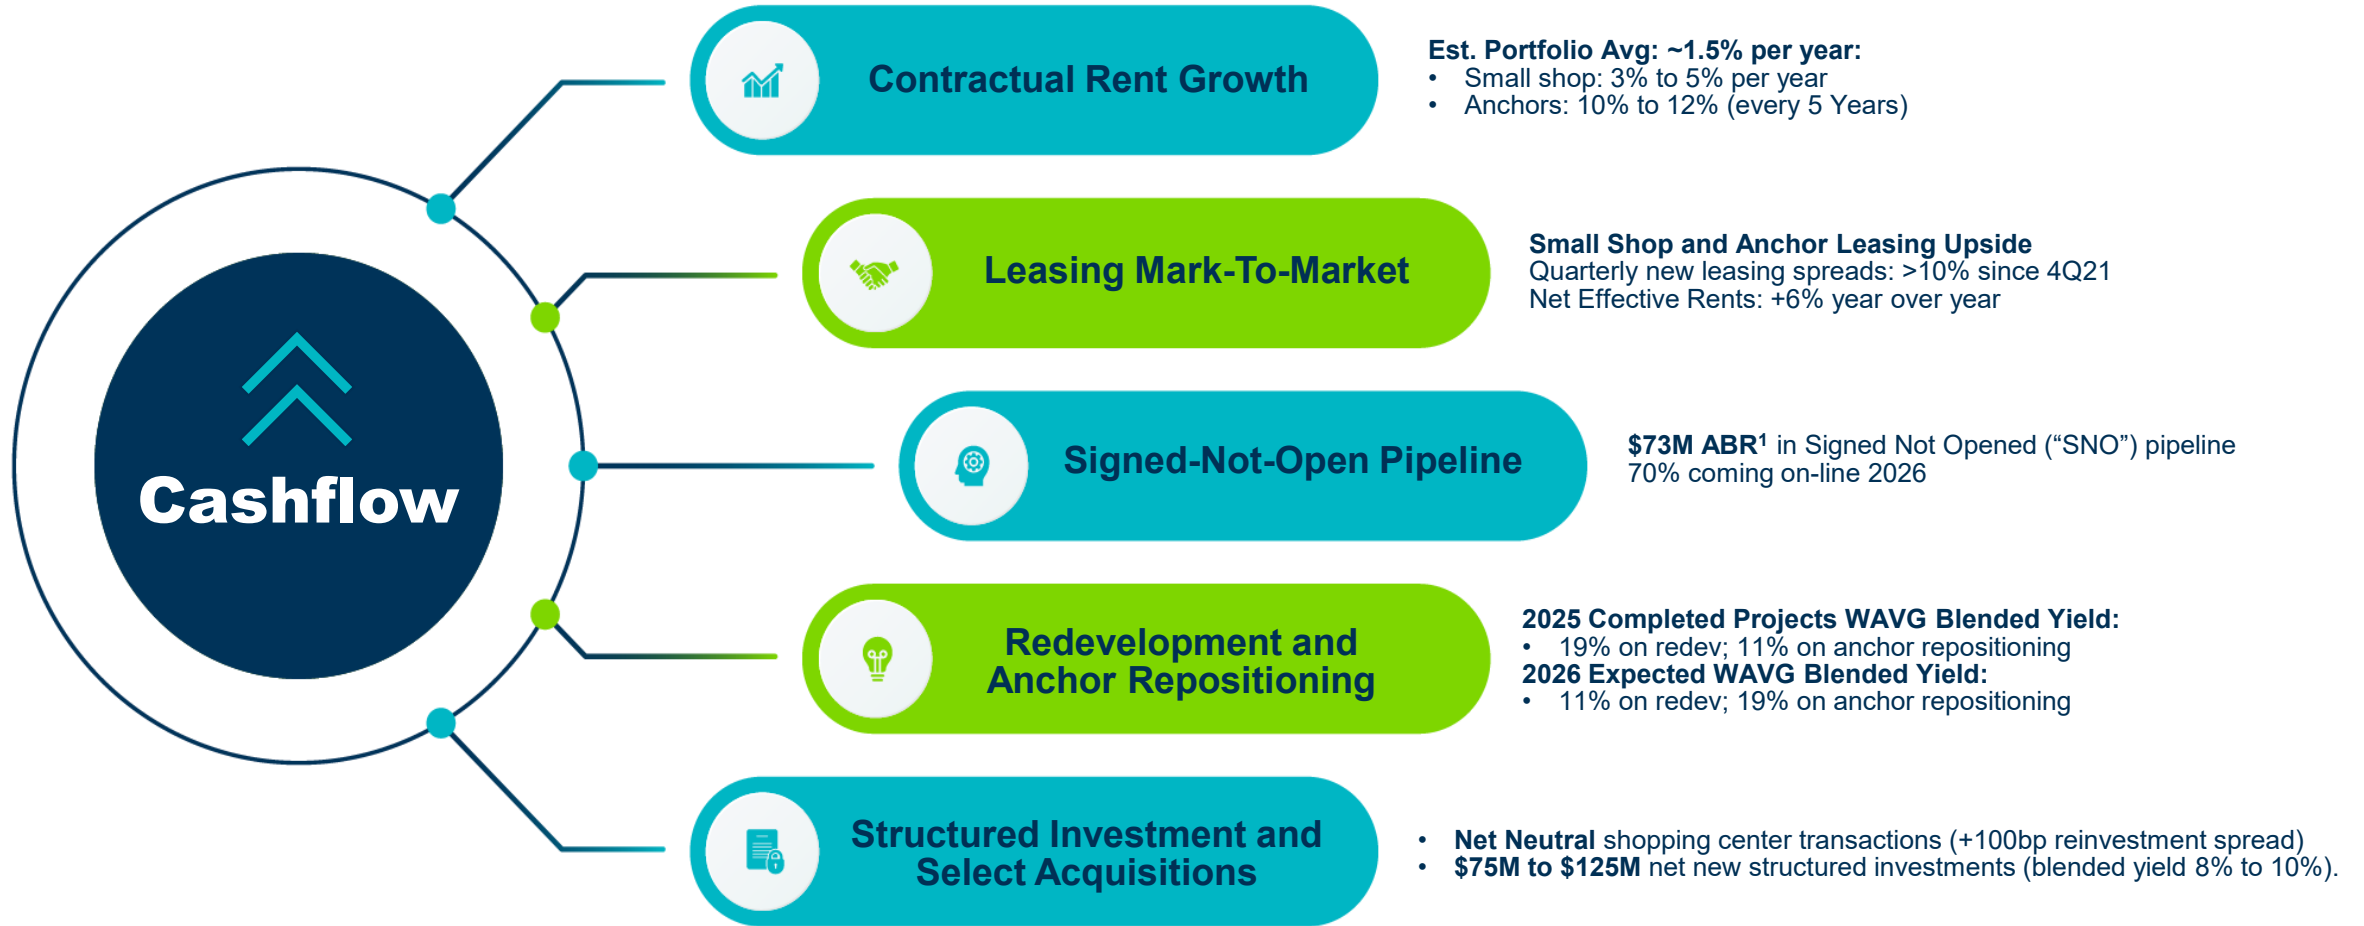 Cashflow
Contractual Rent Growth
Est. Portfolio Avg: ~1.5% per year:
• Small shop: 3% to 5% per year
• Anchors: 10% to 12% (every 5 Years)
Leasing Mark-To-Market
Small Shop and Anchor Leasing Upside
Quarterly new leasing spreads: >10% since 4Q21
Net Effective Rents: +6% year over year
Signed-Not-Open Pipeline
$73M ABR¹ in Signed Not Opened (“SNO”) pipeline
70% coming on-line 2026
Redevelopment and
Anchor Repositioning
2025 Completed Projects WAVG Blended Yield:
• 19% on redev; 11% on anchor repositioning
2026 Expected WAVG Blended Yield:
• 11% on redev; 19% on anchor repositioning
Structured Investment and
Select Acquisitions
• Net Neutral shopping center transactions (+100bp reinvestment spread)
• $75M to $125M net new structured investments (blended yield 8% to 10%).